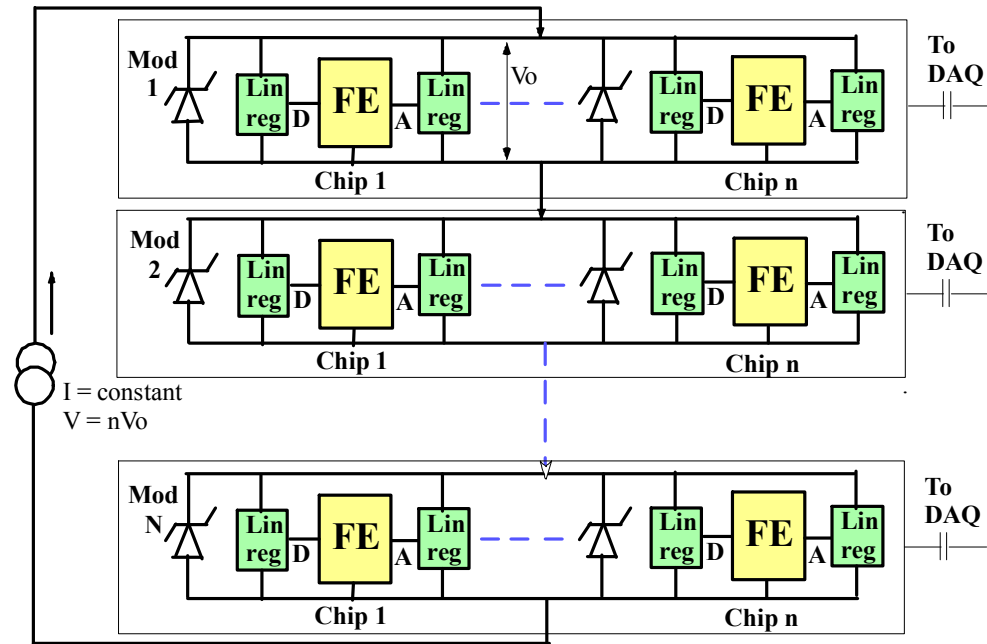 Mod
1
Lin
reg
D
FE
A
Lin
reg
Chip 1
Vo
Lin
reg
D
FE
A
Lin
reg
Chip n
To
DAQ
Mod
2
Lin
reg
D
FE
A
Lin
reg
Chip 1
Lin
reg
D
FE
A
Lin
reg
Chip n
To
DAQ
I = constant
V = nVo
Mod
N
Lin
reg
D
FE
A
Lin
reg
Chip 1
Lin
reg
D
FE
A
Lin
reg
Chip n
To
DAQ